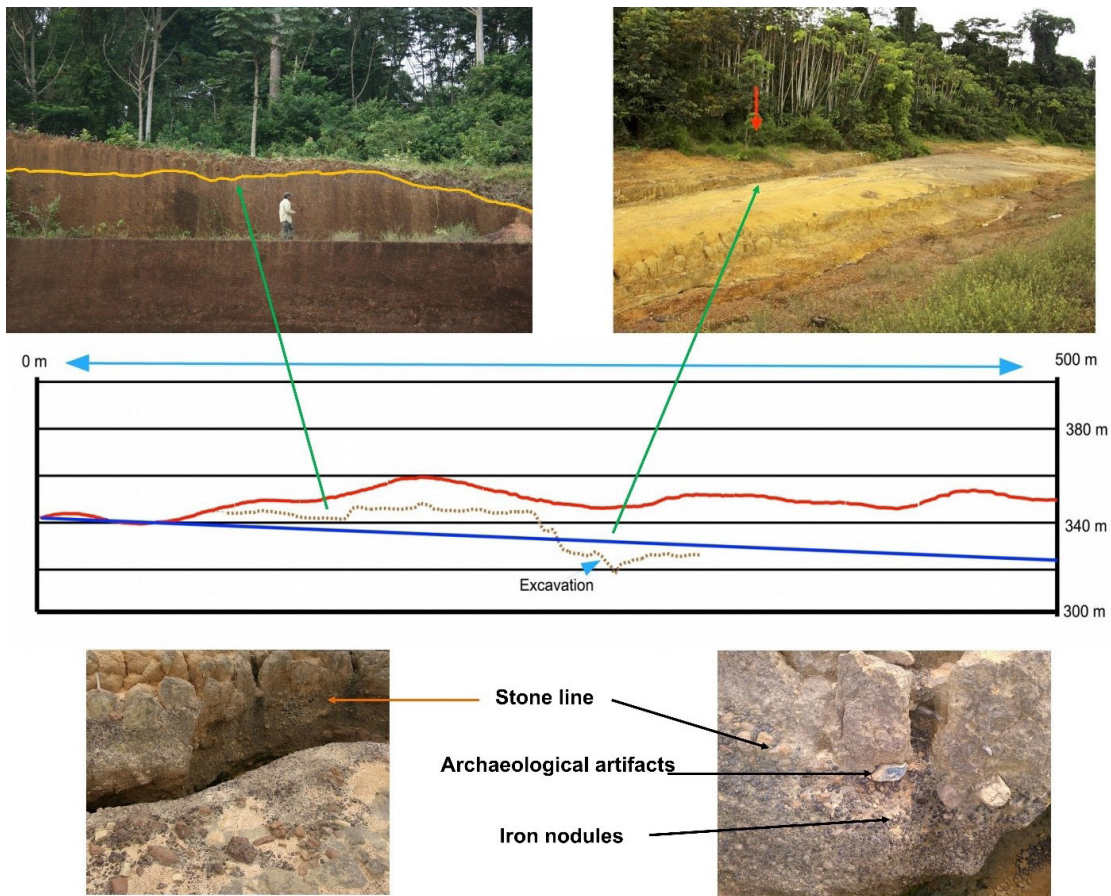 0 m
500 m
380 m
340 m
Excavation
300 m
Stone line
Archaeological artifacts
Iron nodules